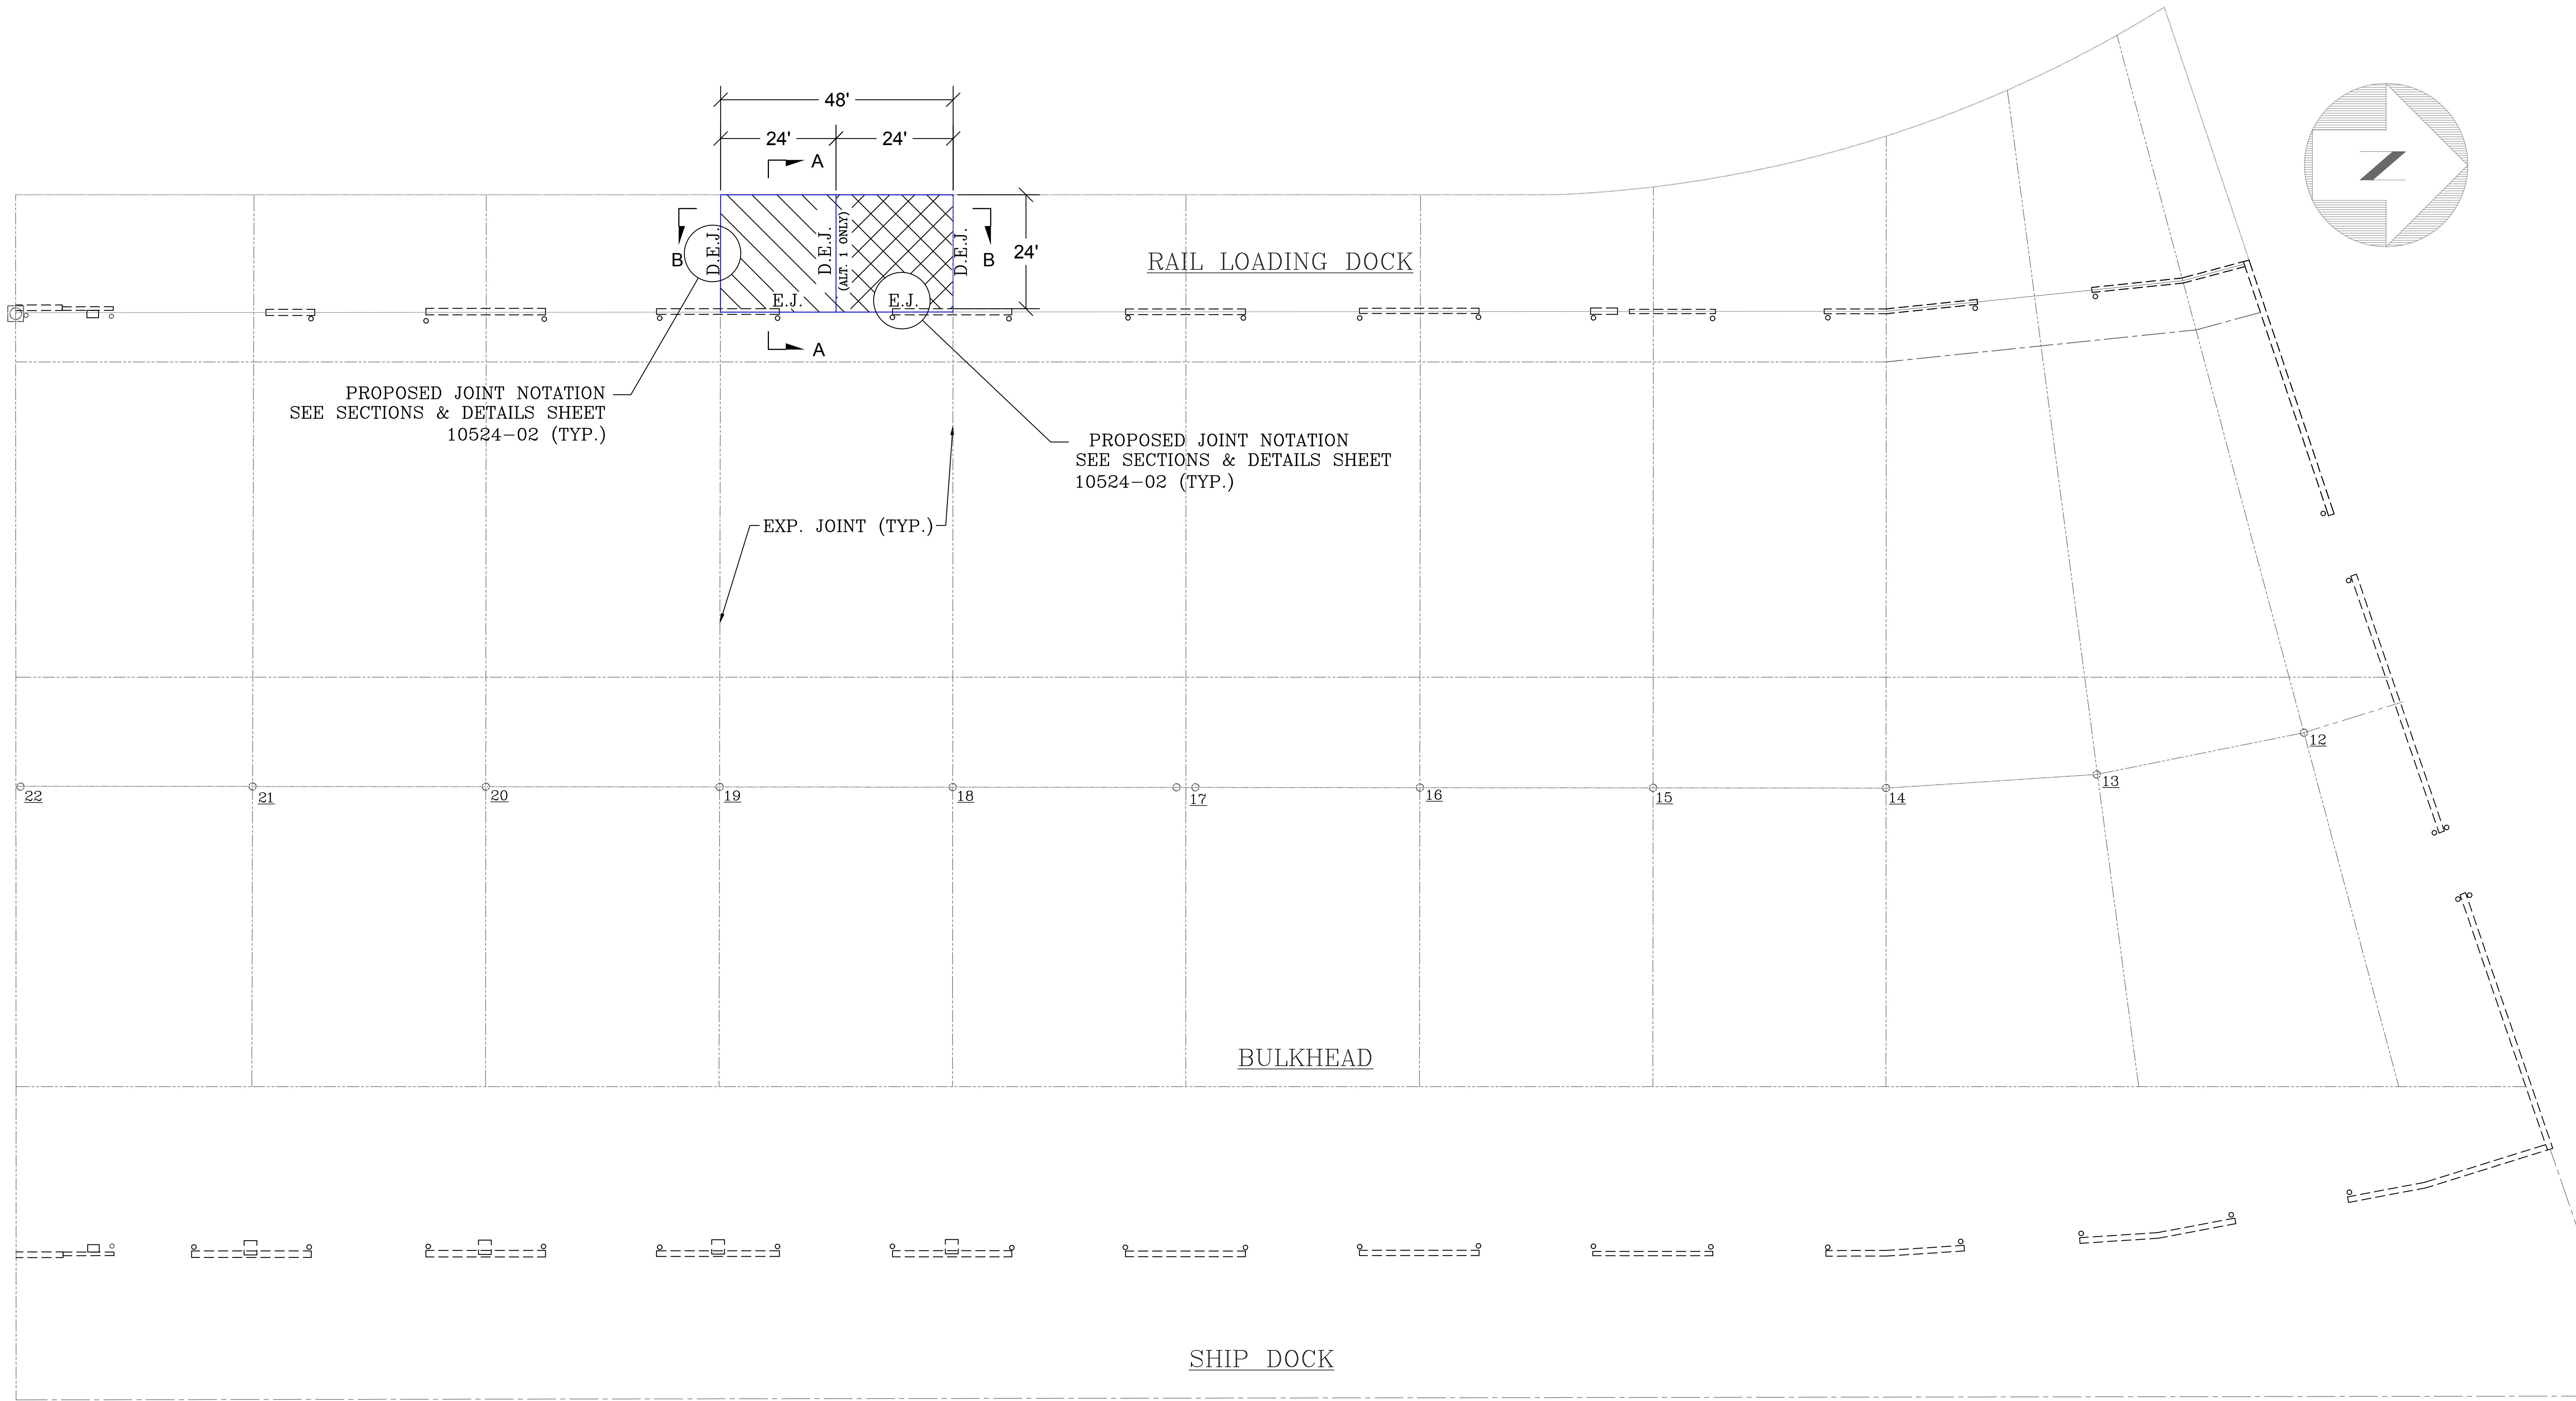 48'
24'
24'
A
Z
B
D.E.J.
D.E.J.
(ALT. 1 ONLY)
D.E.J.
B
24'
RAIL LOADING DOCK
E.J.
E.J.
A
PROPOSED JOINT NOTATION
SEE SECTIONS & DETAILS SHEET
10524-02 (TYP.)
PROPOSED JOINT NOTATION
SEE SECTIONS & DETAILS SHEET
10524-02 (TYP.)
EXP. JOINT (TYP.)
12
13
22
21
20
19
18
17
16
15
14
BULKHEAD
SHIP DOCK